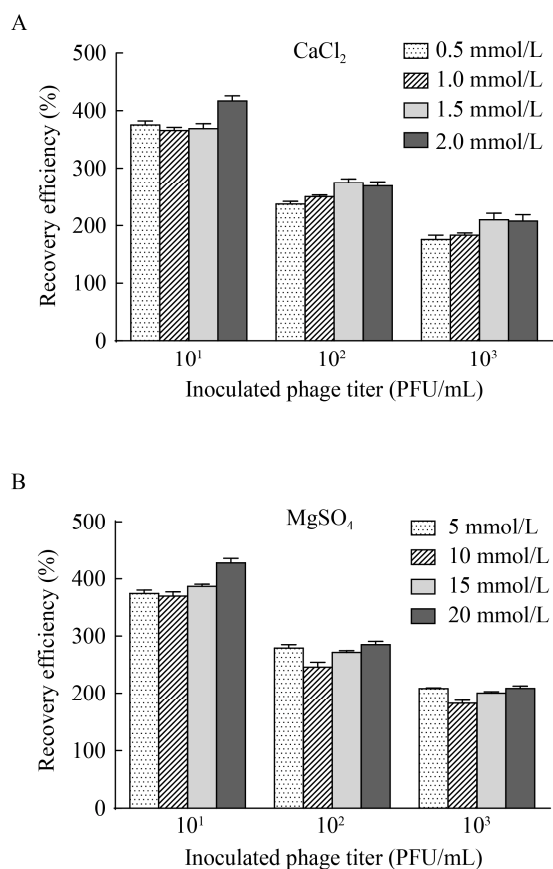 A
CaCl₂
Recovery efficiency (%)
500
400
300
200
100
0
0.5 mmol/L
1.0 mmol/L
1.5 mmol/L
2.0 mmol/L
10¹ 10² 10³
Inoculated phage titer (PFU/mL)
B
MgSO₄
Recovery efficiency (%)
500
400
300
200
100
0
5 mmol/L
10 mmol/L
15 mmol/L
20 mmol/L
10¹ 10² 10³
Inoculated phage titer (PFU/mL)